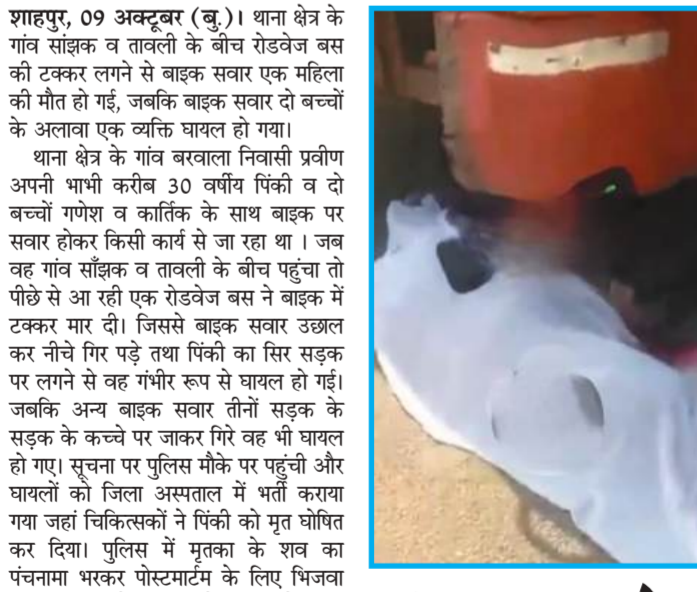 शाहपुर, 09 अक्टूबर (बु.)। थाना क्षेत्र के
गांव सांझक व तावली के बीच रोडवेज बस
की टक्कर लगने से बाइक सवार एक महिला
की मौत हो गई, जबकि बाइक सवार दो बच्चों
के अलावा एक व्यक्ति घायल हो गया।
थाना क्षेत्र के गांव बरवाला निवासी प्रवीण
अपनी भाभी करीब 30 वर्षीय पिंकी व दो
बच्चों गणेश व कार्तिक के साथ बाइक पर
सवार होकर किसी कार्य से जा रहा था । जब
वह गांव साँझक व तावली के बीच पहुंचा तो
पीछे से आ रही एक रोडवेज बस ने बाइक में
टक्कर मार दी। जिससे बाइक सवार उछाल
कर नीचे गिर पड़े तथा पिंकी का सिर सड़क
पर लगने से वह गंभीर रूप से घायल हो गई।
जबकि अन्य बाइक सवार तीनों सड़क के
सड़क के कच्चे पर जाकर गिरे वह भी घायल
हो गए। सूचना पर पुलिस मौके पर पहुंची और
घायलों को जिला अस्पताल में भर्ती कराया
गया जहां चिकित्सकों ने पिंकी को मृत घोषित
कर दिया। पुलिस में मृतका के शव का
पंचनामा भरकर पोस्टमार्टम के लिए भिजवा